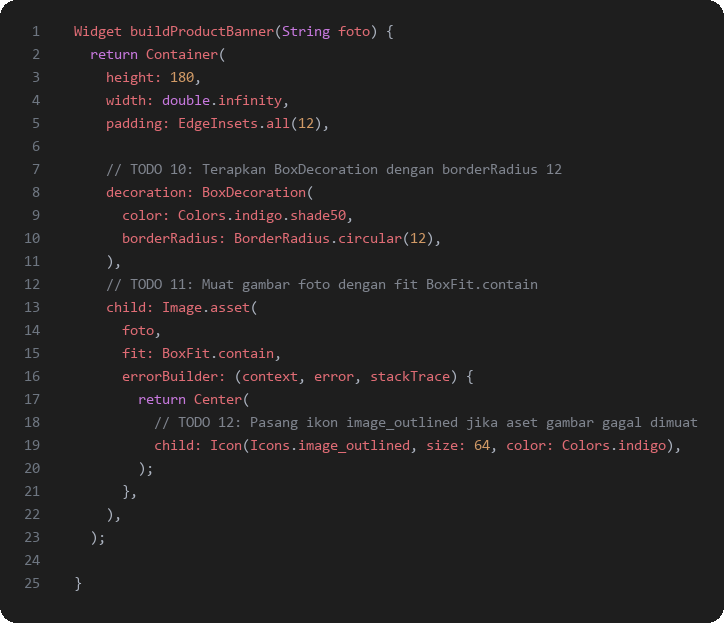 1 Widget buildProductBanner(String foto) {
2   return Container(
3     height: 180,
4     width: double.infinity,
5     padding: EdgeInsets.all(12),
6
7     // TODO 10: Terapkan BoxDecoration dengan borderRadius 12
8     decoration: BoxDecoration(
9       color: Colors.indigo.shade50,
10       borderRadius: BorderRadius.circular(12),
11     ),
12     // TODO 11: Muat gambar foto dengan fit BoxFit.contain
13     child: Image.asset(
14       foto,
15       fit: BoxFit.contain,
16       errorBuilder: (context, error, stackTrace) {
17         return Center(
18           // TODO 12: Pasang ikon image_outlined jika aset gambar gagal dimuat
19           child: Icon(Icons.image_outlined, size: 64, color: Colors.indigo),
20         );
21       },
22     ),
23   );
24
25 }